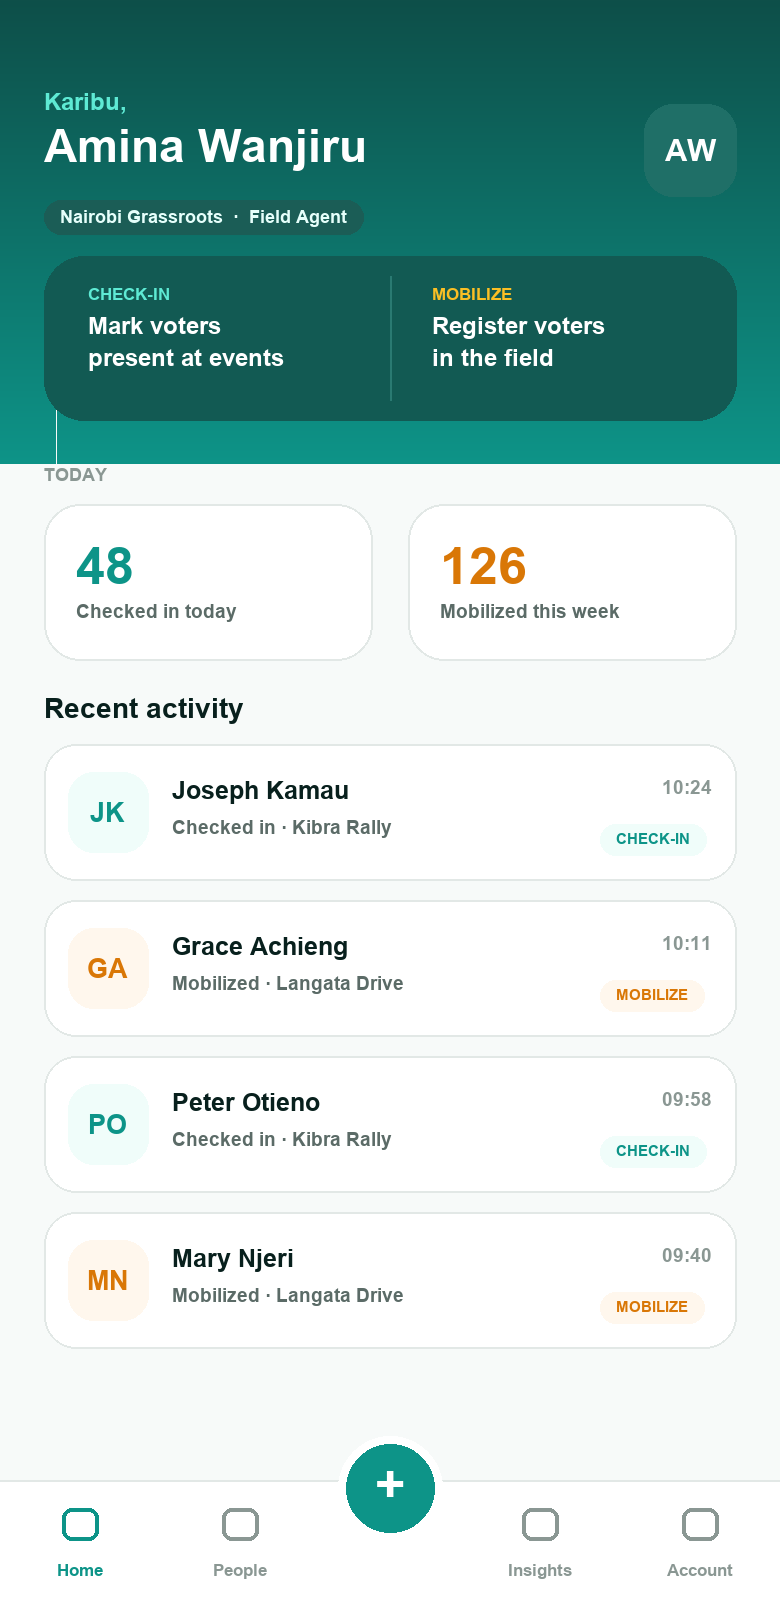 Karibu,
Amina Wanjiru
AW
Nairobi Grassroots · Field Agent
CHECK-IN
Mark voters
present at events
MOBILIZE
Register voters
in the field
TODAY
48
Checked in today
126
Mobilized this week
Recent activity
JK
Joseph Kamau
10:24
Checked in · Kibra Rally
CHECK-IN
GA
Grace Achieng
10:11
Mobilized · Langata Drive
MOBILIZE
PO
Peter Otieno
09:58
Checked in · Kibra Rally
CHECK-IN
MN
Mary Njeri
09:40
Mobilized · Langata Drive
MOBILIZE
+
Home
People
Insights
Account